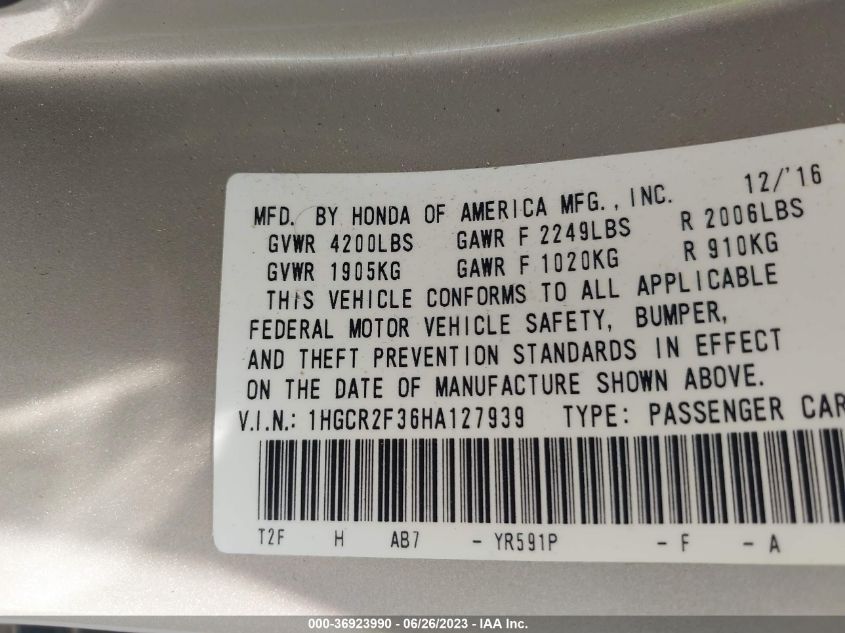 MFD. BY HONDA OF AMERICA MFG., INC. 12/'16
GVWR 4200LBS GAWR F 2249LBS R 2006LBS
GVWR 1905KG GAWR F 1020KG R 910KG
THIS VEHICLE CONFORMS TO ALL APPLICABLE
FEDERAL MOTOR VEHICLE SAFETY, BUMPER,
AND THEFT PREVENTION STANDARDS IN EFFECT
ON THE DATE OF MANUFACTURE SHOWN ABOVE.
V.I.N.: 1HGCR2F36HA127939 TYPE: PASSENGER CAR
T2F H AB7 - YR591P - F - A
000-36923990 - 06/26/2023 - IAA Inc.